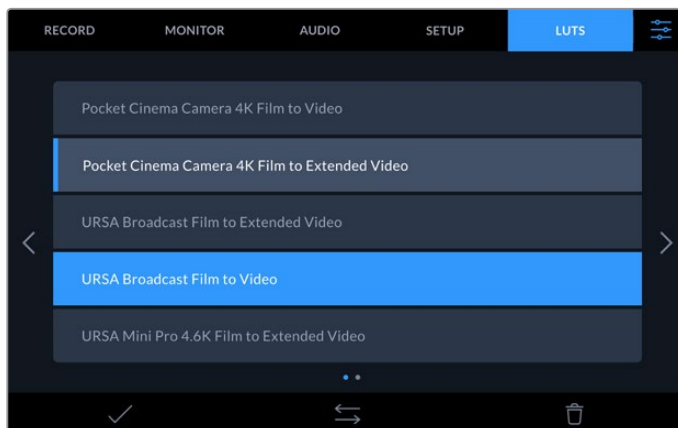 RECORD MONITOR AUDIO SETUP LUTS
Pocket Cinema Camera 4K Film to Video
Pocket Cinema Camera 4K Film to Extended Video
URSA Broadcast Film to Extended Video
URSA Broadcast Film to Video
URSA Mini Pro 4.6K Film to Extended Video